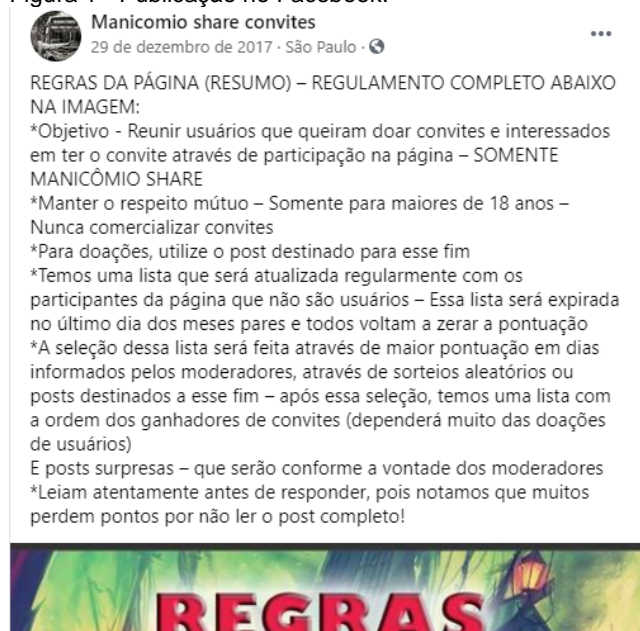 Figura 1 - Publicação no Facebook.
Manicomio share convites
29 de dezembro de 2017 · São Paulo ·
REGRAS DA PÁGINA (RESUMO) – REGULAMENTO COMPLETO ABAIXO
NA IMAGEM:
*Objetivo - Reunir usuários que queiram doar convites e interessados
em ter o convite através de participação na página – SOMENTE
MANICÔMIO SHARE
*Manter o respeito mútuo – Somente para maiores de 18 anos –
Nunca comercializar convites
*Para doações, utilize o post destinado para esse fim
*Temos uma lista que será atualizada regularmente com os
participantes da página que não são usuários – Essa lista será expirada
no último dia dos meses pares e todos voltam a zerar a pontuação
*A seleção dessa lista será feita através de maior pontuação em dias
informados pelos moderadores, através de sorteios aleatórios ou
posts destinados a esse fim – após essa seleção, temos uma lista com
a ordem dos ganhadores de convites (dependerá muito das doações
de usuários)
E posts surpresas – que serão conforme a vontade dos moderadores
*Leiam atentamente antes de responder, pois notamos que muitos
perdem pontos por não ler o post completo!
REGRAS